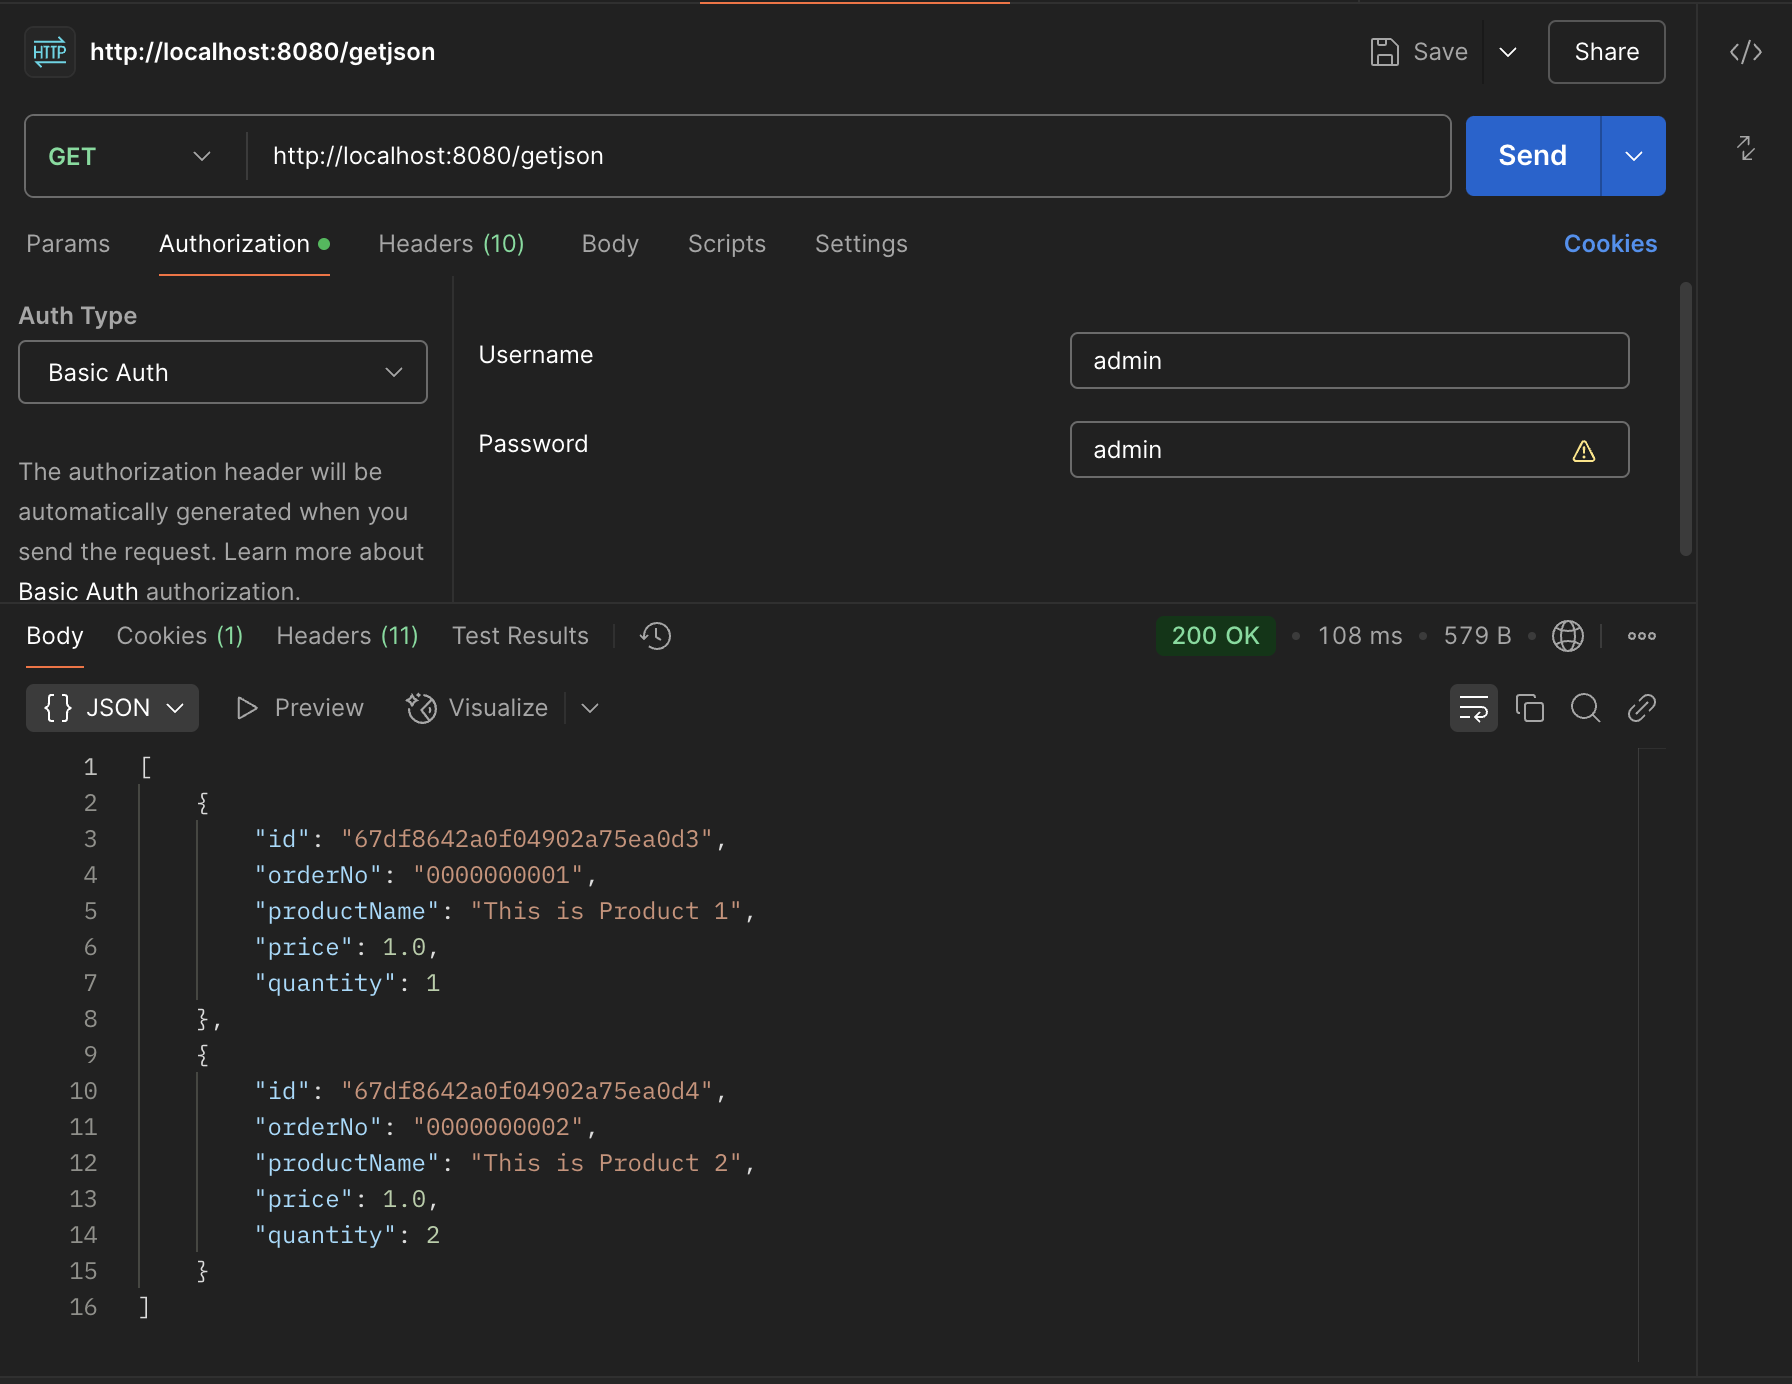 HTTP http://localhost:8080/getjson Save Share
GET http://localhost:8080/getjson Send
Params Authorization Headers (10) Body Scripts Settings Cookies
Auth Type
Basic Auth
The authorization header will be
automatically generated when you
send the request. Learn more about
Basic Auth authorization.
Username admin
Password admin
Body Cookies (1) Headers (11) Test Results 200 OK • 108 ms • 579 B
{} JSON Preview Visualize
1 [
2 {
3 "id": "67df8642a0f04902a75ea0d3",
4 "orderNo": "0000000001",
5 "productName": "This is Product 1",
6 "price": 1.0,
7 "quantity": 1
8 },
9 {
10 "id": "67df8642a0f04902a75ea0d4",
11 "orderNo": "0000000002",
12 "productName": "This is Product 2",
13 "price": 1.0,
14 "quantity": 2
15 }
16 ]